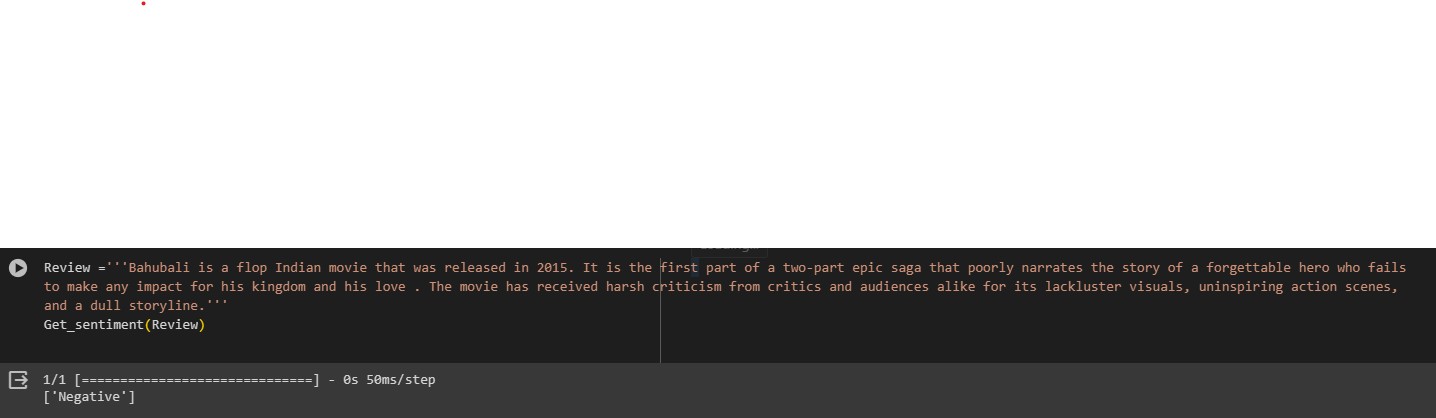 Review ='''Bahubali is a flop Indian movie that was released in 2015. It is the first part of a two-part epic saga that poorly narrates the story of a forgettable hero who fails
to make any impact for his kingdom and his love . The movie has received harsh criticism from critics and audiences alike for its lackluster visuals, uninspiring action scenes,
and a dull storyline.'''
Get_sentiment(Review)
1/1 [==============================] - 0s 50ms/step
['Negative']